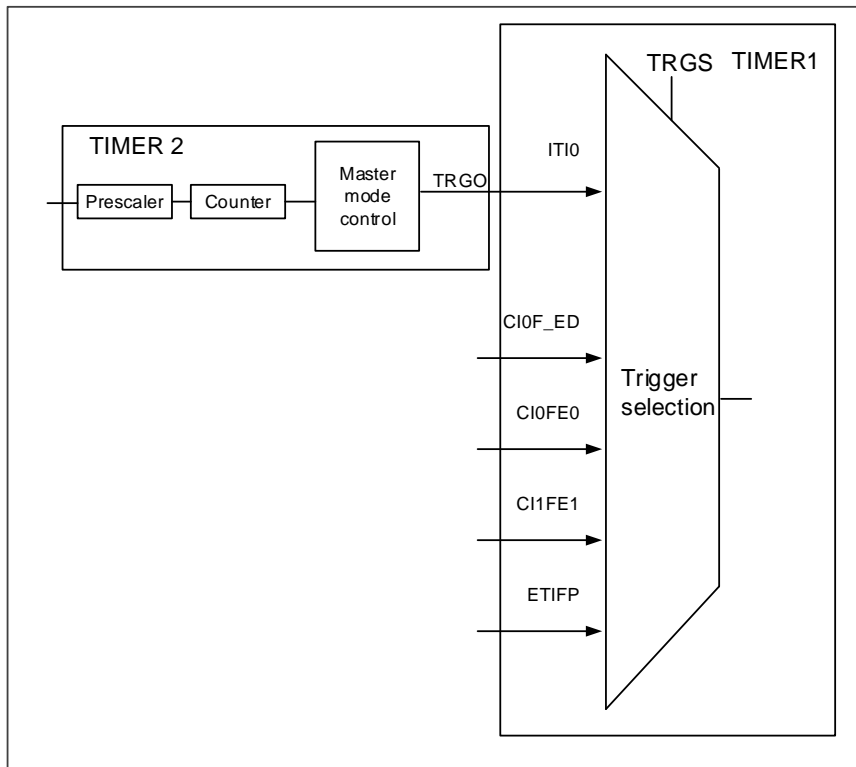 TRGS
TIMER1
TIMER 2
ITI0
Master
mode
control
TRGO
Prescaler
Counter
CI0F_ED
Trigger
selection
CI0FE0
CI1FE1
ETIFP